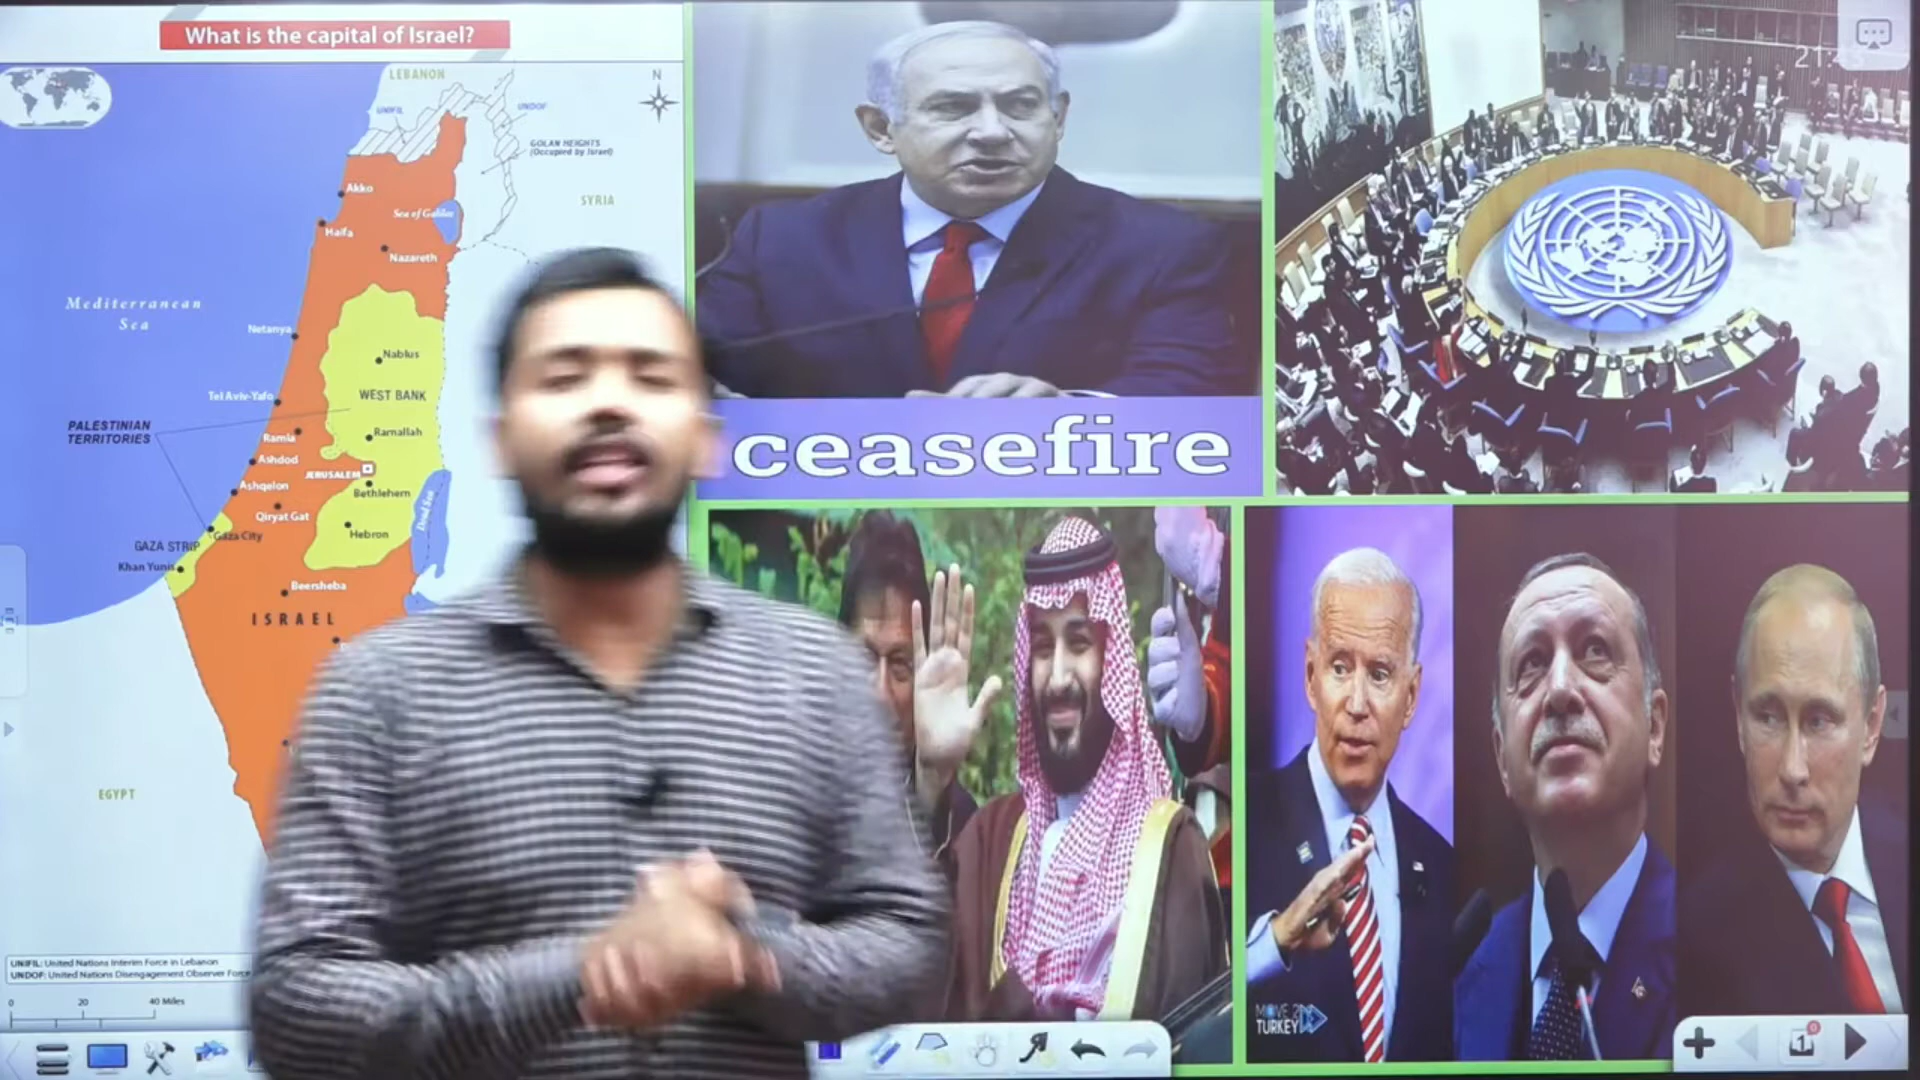 What is the capital of Israel?
LEBANON
N
UNIFIL
UNDOF
GOLAN HEIGHTS
(Occupied by Israel)
Akko
SYRIA
Sea of Galilee
Haifa
Nazareth
Mediterranean
Sea
Netanya
Nablus
Tel Aviv-Yafo
WEST BANK
PALESTINIAN
TERRITORIES
Ramla
Ramallah
Ashdod
JERUSALEM
Ashqelon
Bethlehem
Dead Sea
Qiryat Gat
Hebron
Gaza City
GAZA STRIP
Khan Yunis
Beersheba
ISRAEL
EGYPT
UNIFIL: United Nations Interim Force in Lebanon
UNDOF: United Nations Disengagement Observer Force
0 20 40 Miles
ceasefire
MOVE 2
TURKEY
1
0